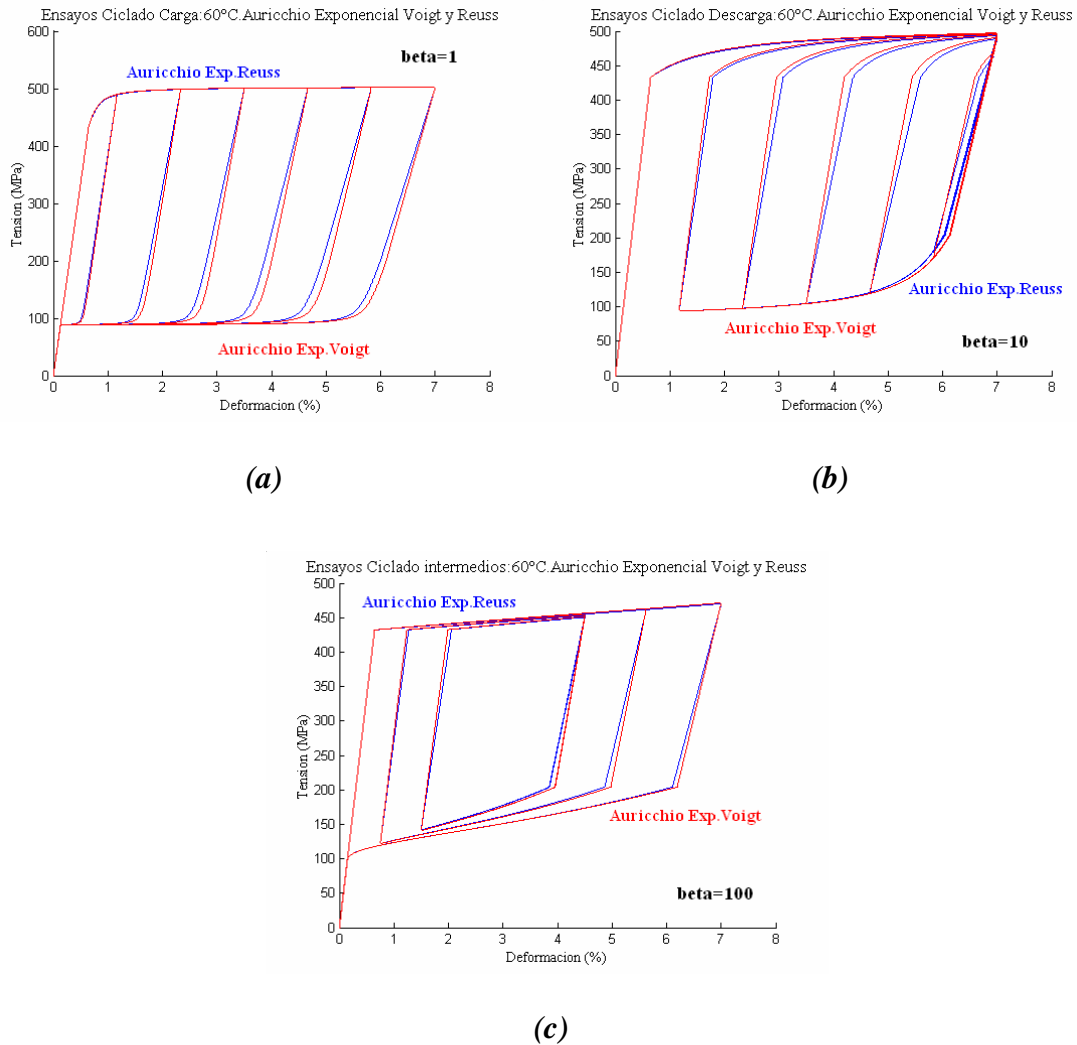 Ensayos Ciclado Carga:60ºC.Auricchio Exponencial Voigt y Reuss
600
500
400
300
200
100
0
Tension (MPa)
beta=1
Auricchio Exp.Reuss
Auricchio Exp.Voigt
0 1 2 3 4 5 6 7 8
Deformacion (%)
(a)
Ensayos Ciclado Descarga:60ºC.Auricchio Exponencial Voigt y Reuss
500
450
400
350
300
250
200
150
100
50
0
Tension (MPa)
Auricchio Exp.Reuss
Auricchio Exp.Voigt
beta=10
0 1 2 3 4 5 6 7 8
Deformacion (%)
(b)
Ensayos Ciclado intermedios:60ºC.Auricchio Exponencial Voigt y Reuss
500
450
400
350
300
250
200
150
100
50
0
Tension (MPa)
Auricchio Exp.Reuss
Auricchio Exp.Voigt
beta=100
0 1 2 3 4 5 6 7 8
Deformacion (%)
(c)